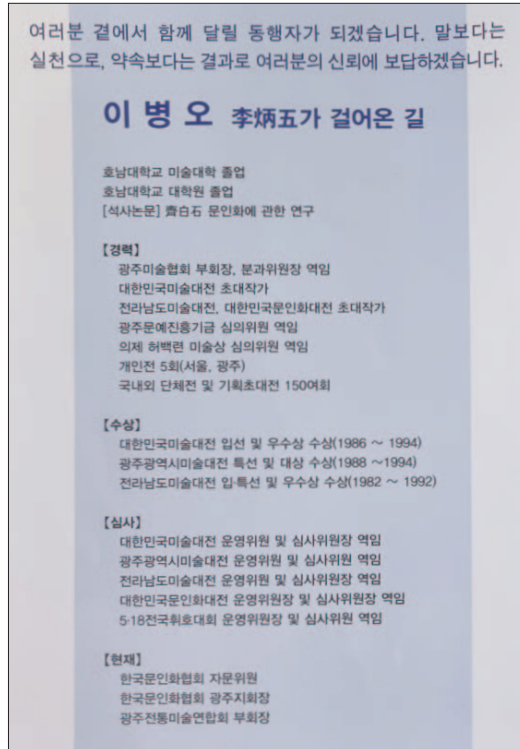 여러분 곁에서 함께 달릴 동행자가 되겠습니다. 말보다는
실천으로, 약속보다는 결과로 여러분의 신뢰에 보답하겠습니다.
이 병 오 李炳五가 걸어온 길
호남대학교 미술대학 졸업
호남대학교 대학원 졸업
[석사논문] 齊白石 문인화에 관한 연구
【경력】
광주미술협회 부회장, 분과위원장 역임
대한민국미술대전 초대작가
전라남도미술대전, 대한민국문인화대전 초대작가
광주문예진흥기금 심의위원 역임
의제 허백련 미술상 심의위원 역임
개인전 5회(서울, 광주)
국내외 단체전 및 기획초대전 150여회
【수상】
대한민국미술대전 입선 및 우수상 수상(1986 ~ 1994)
광주광역시미술대전 특선 및 대상 수상(1988 ~1994)
전라남도미술대전 입·특선 및 우수상 수상(1982 ~ 1992)
【심사】
대한민국미술대전 운영위원 및 심사위원장 역임
광주광역시미술대전 운영위원 및 심사위원 역임
전라남도미술대전 운영위원 및 심사위원 역임
대한민국문인화대전 운영위원장 및 심사위원장 역임
5·18전국휘호대회 운영위원장 및 심사위원 역임
【현재】
한국문인화협회 자문위원
한국문인화협회 광주지회장
광주전통미술연합회 부회장